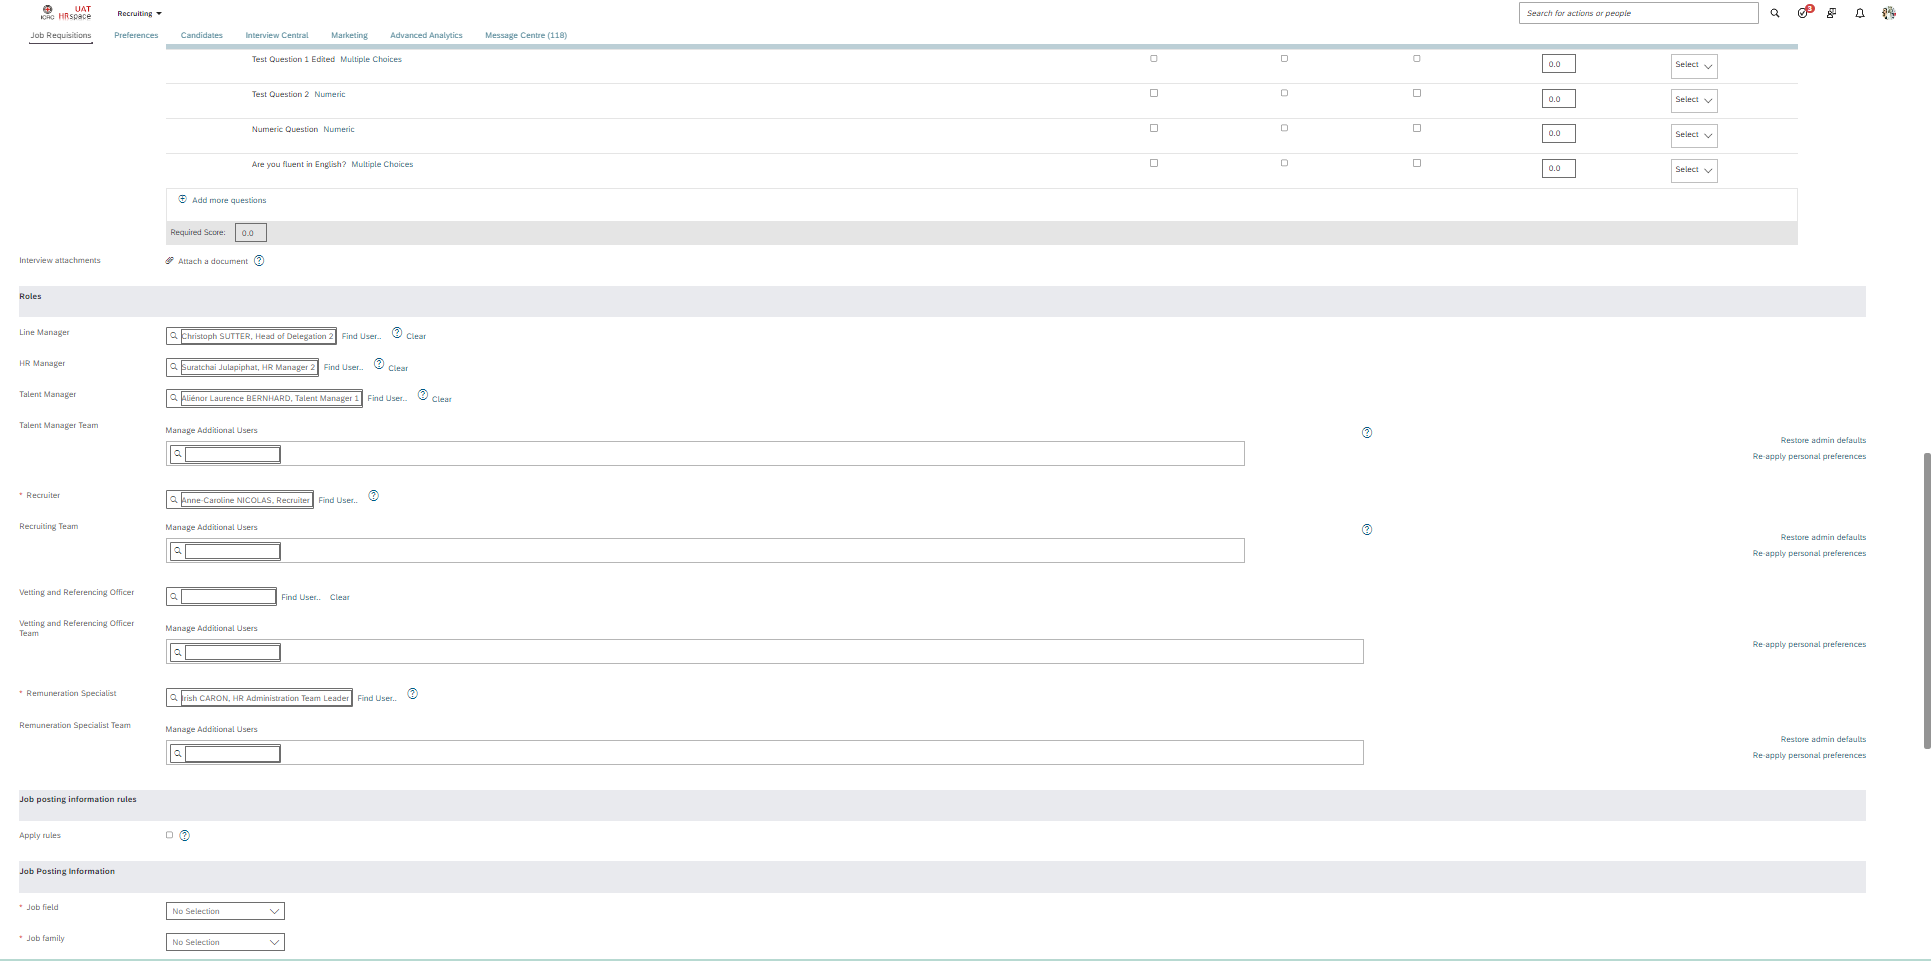 ICRC
UAT
HRspace
Recruiting
Search for actions or people
3
Job Requisitions Preferences Candidates Interview Central Marketing Advanced Analytics Message Centre (118)
Test Question 1 Edited Multiple Choices 0.0 Select
Test Question 2 Numeric 0.0 Select
Numeric Question Numeric 0.0 Select
Are you fluent in English? Multiple Choices 0.0 Select
Add more questions
Required Score: 0.0
Interview attachments Attach a document ?
Roles
Line Manager Christoph SUTTER, Head of Delegation 2 Find User.. ? Clear
HR Manager Suratchai Julapiphat, HR Manager 2 Find User.. ? Clear
Talent Manager Aliénor Laurence BERNHARD, Talent Manager 1 Find User.. ? Clear
Talent Manager Team Manage Additional Users ?
Restore admin defaults
Re-apply personal preferences
* Recruiter Anne-Caroline NICOLAS, Recruiter Find User.. ?
Recruiting Team Manage Additional Users ?
Restore admin defaults
Re-apply personal preferences
Vetting and Referencing Officer Find User.. Clear
Vetting and Referencing Officer
Team
Manage Additional Users
Re-apply personal preferences
* Remuneration Specialist Irish CARON, HR Administration Team Leader Find User.. ?
Remuneration Specialist Team Manage Additional Users
Restore admin defaults
Re-apply personal preferences
Job posting information rules
Apply rules ?
Job Posting Information
* Job field No Selection
* Job family No Selection